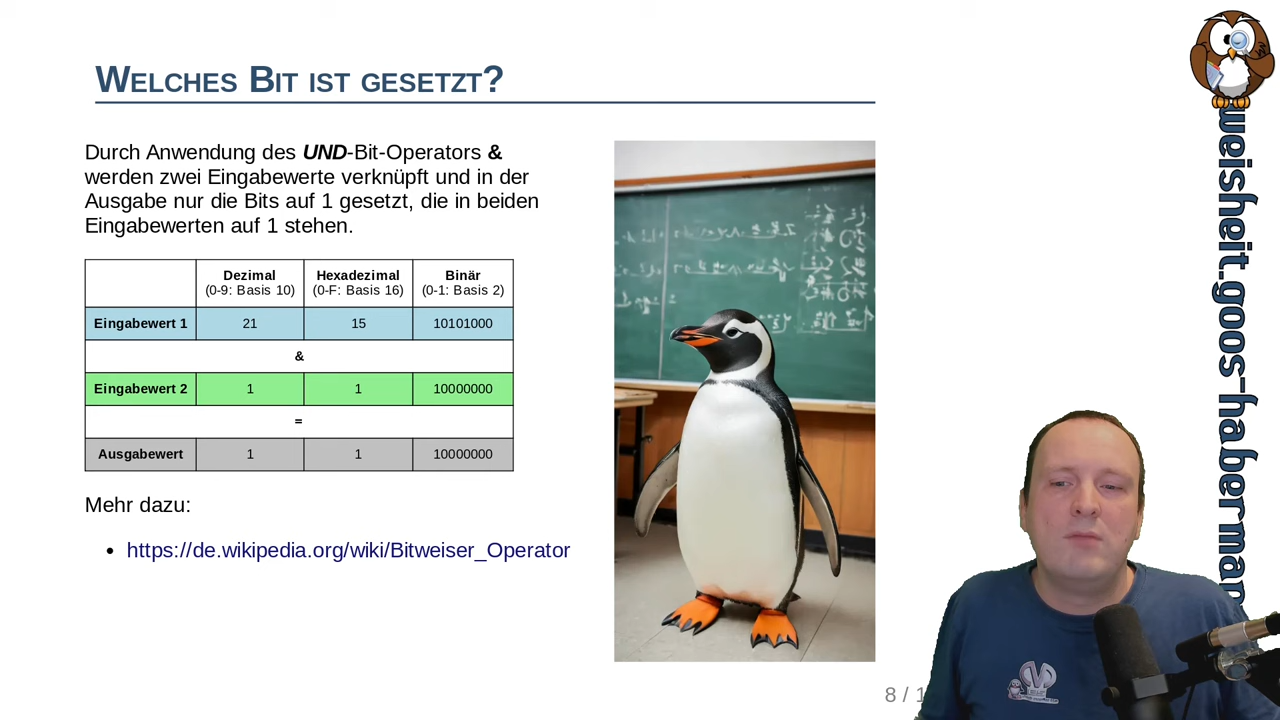 Welches Bit ist gesetzt?
Durch Anwendung des UND-Bit-Operators &
werden zwei Eingabewerte verknüpft und in der
Ausgabe nur die Bits auf 1 gesetzt, die in beiden
Eingabewerten auf 1 stehen.
Dezimal Hexadezimal Binär
(0-9: Basis 10) (0-F: Basis 16) (0-1: Basis 2)
Eingabewert 1 21 15 10101000
&
Eingabewert 2 1 1 10000000
=
Ausgabewert 1 1 10000000
Mehr dazu:
• https://de.wikipedia.org/wiki/Bitweiser_Operator
8 / 1
weisheit.goos-haberman